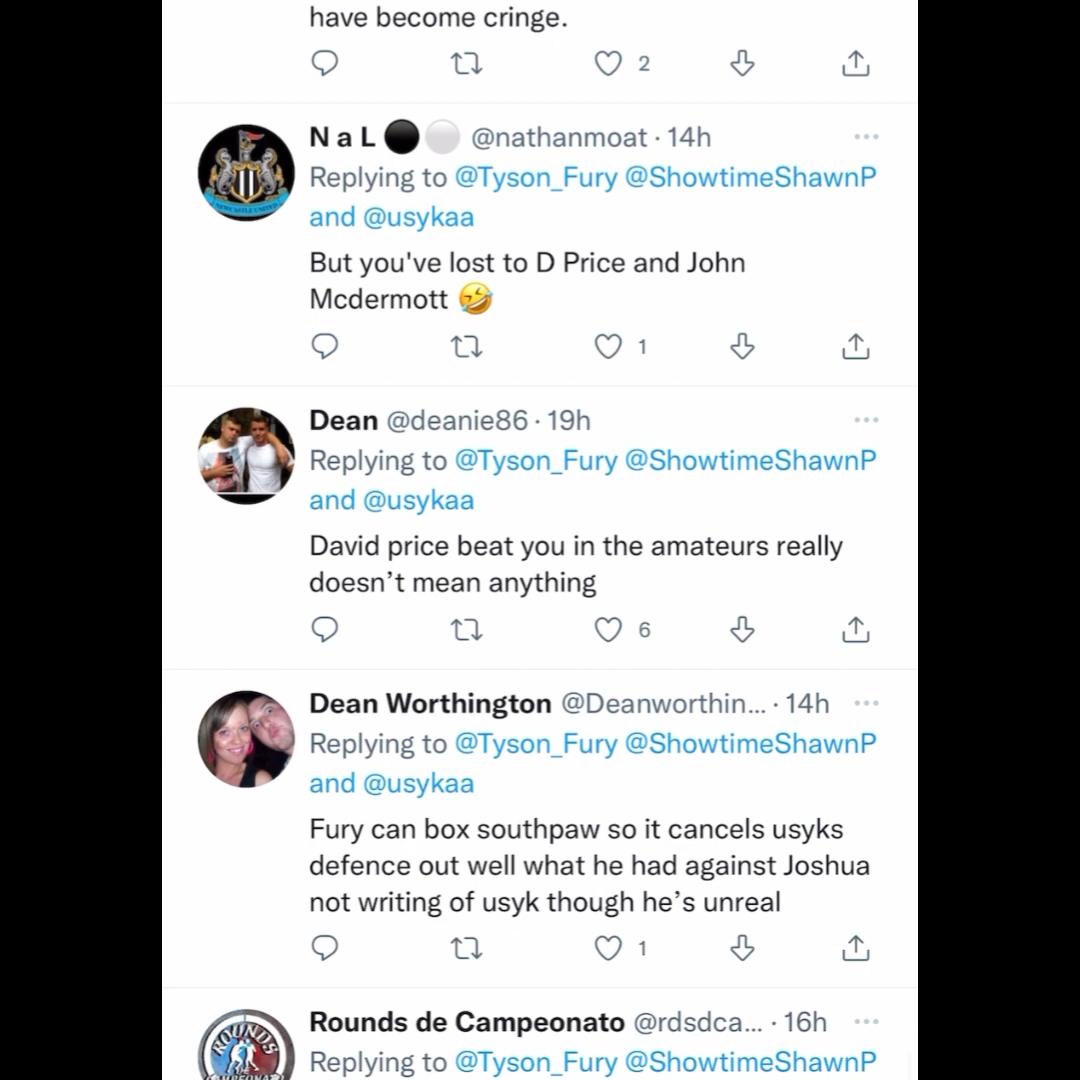 have become cringe.
2
N a L ⚫⚪ @nathanmoat · 14h
Replying to @Tyson_Fury @ShowtimeShawnP
and @usykaa
But you've lost to D Price and John
Mcdermott 🤣
1
Dean @deanie86 · 19h
Replying to @Tyson_Fury @ShowtimeShawnP
and @usykaa
David price beat you in the amateurs really
doesn't mean anything
6
Dean Worthington @Deanworthin... · 14h
Replying to @Tyson_Fury @ShowtimeShawnP
and @usykaa
Fury can box southpaw so it cancels usyks
defence out well what he had against Joshua
not writing of usyk though he's unreal
1
ROUNDS
Rounds de Campeonato @rdsdca... · 16h
Replying to @Tyson_Fury @ShowtimeShawnP